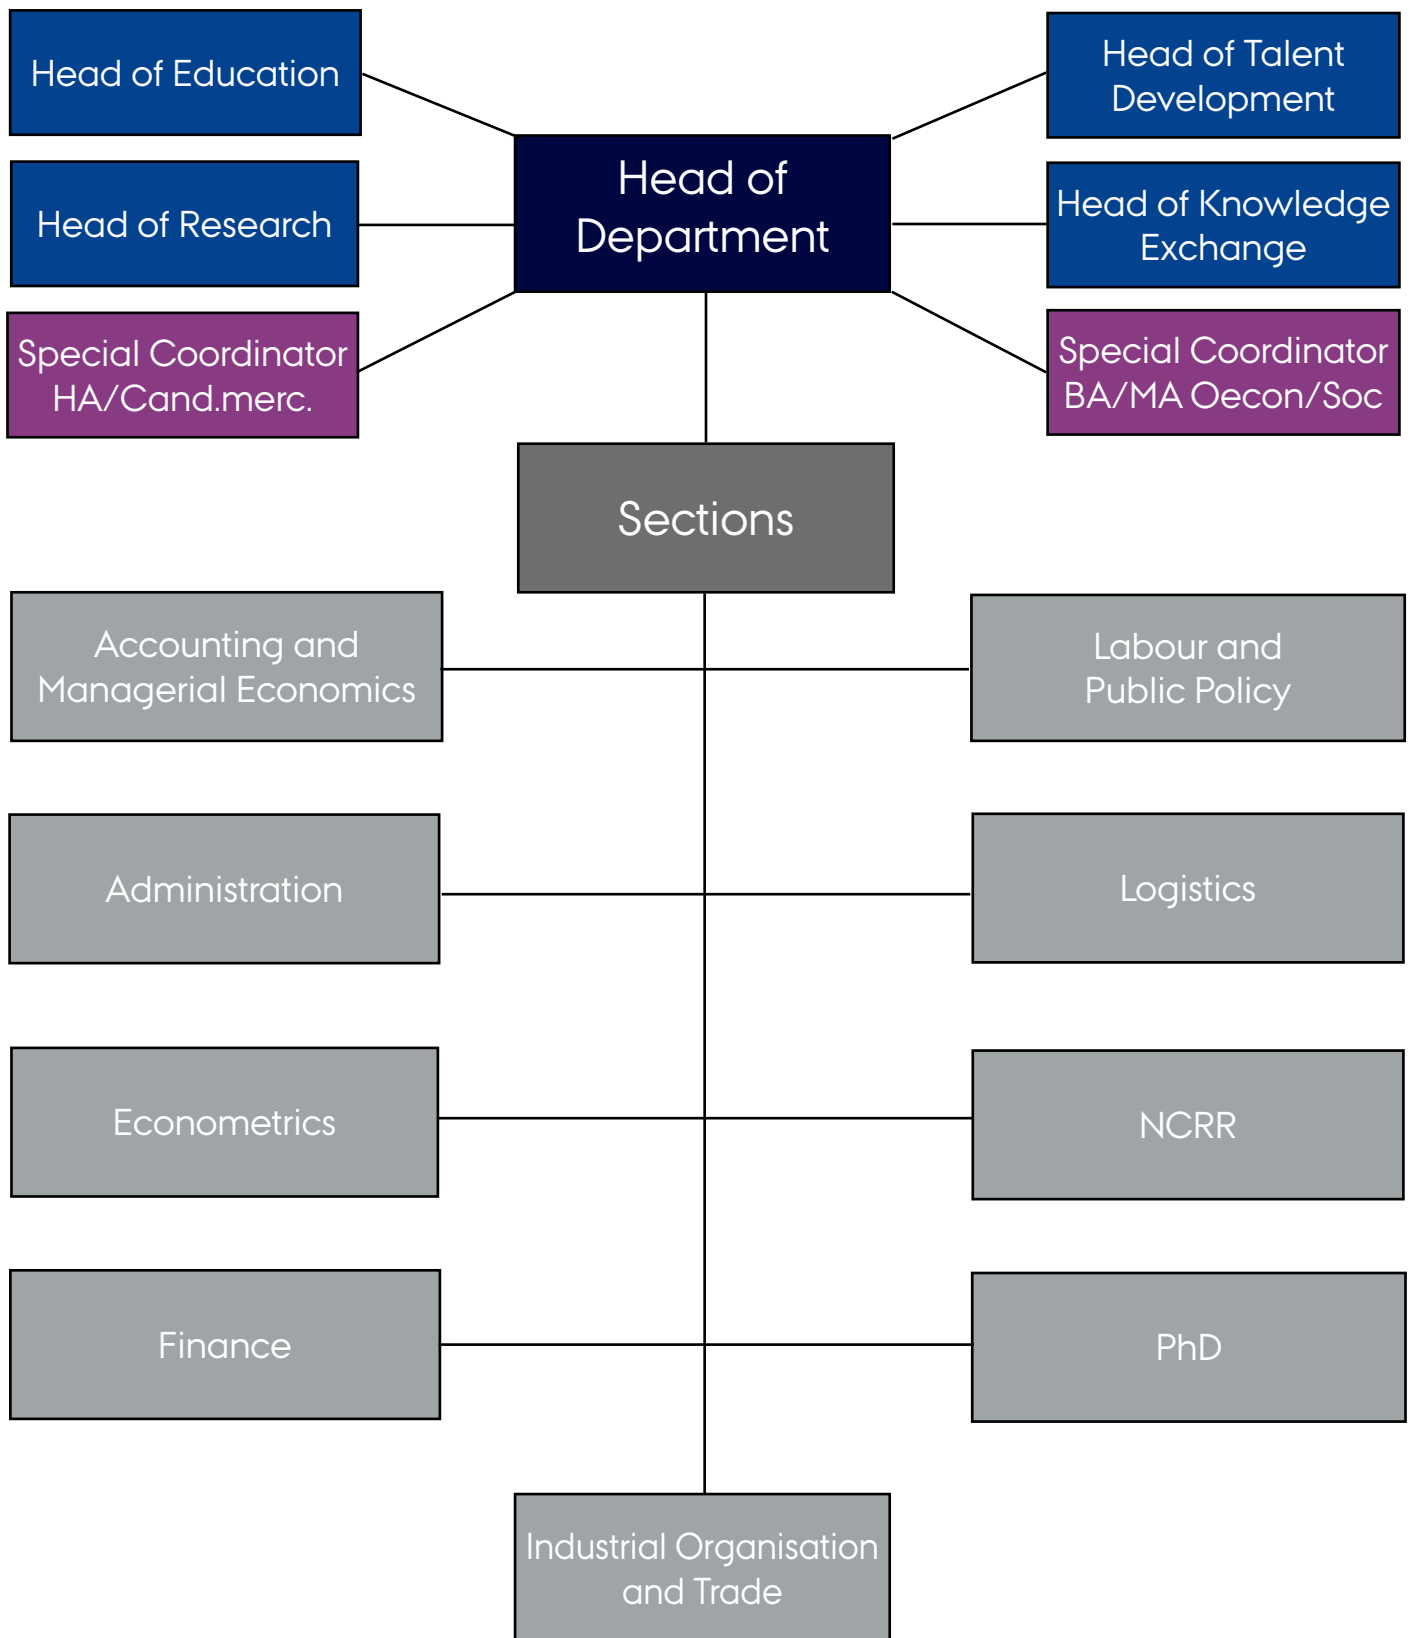 Head of Education
Head of Talent
Development
Head of
Department
Head of Research
Head of Knowledge
Exchange
Special Coordinator
HA/Cand.merc.
Special Coordinator
BA/MA Oecon/Soc
Sections
Accounting and
Managerial Economics
Labour and
Public Policy
Administration
Logistics
Econometrics
NCRR
Finance
PhD
Industrial Organisation
and Trade